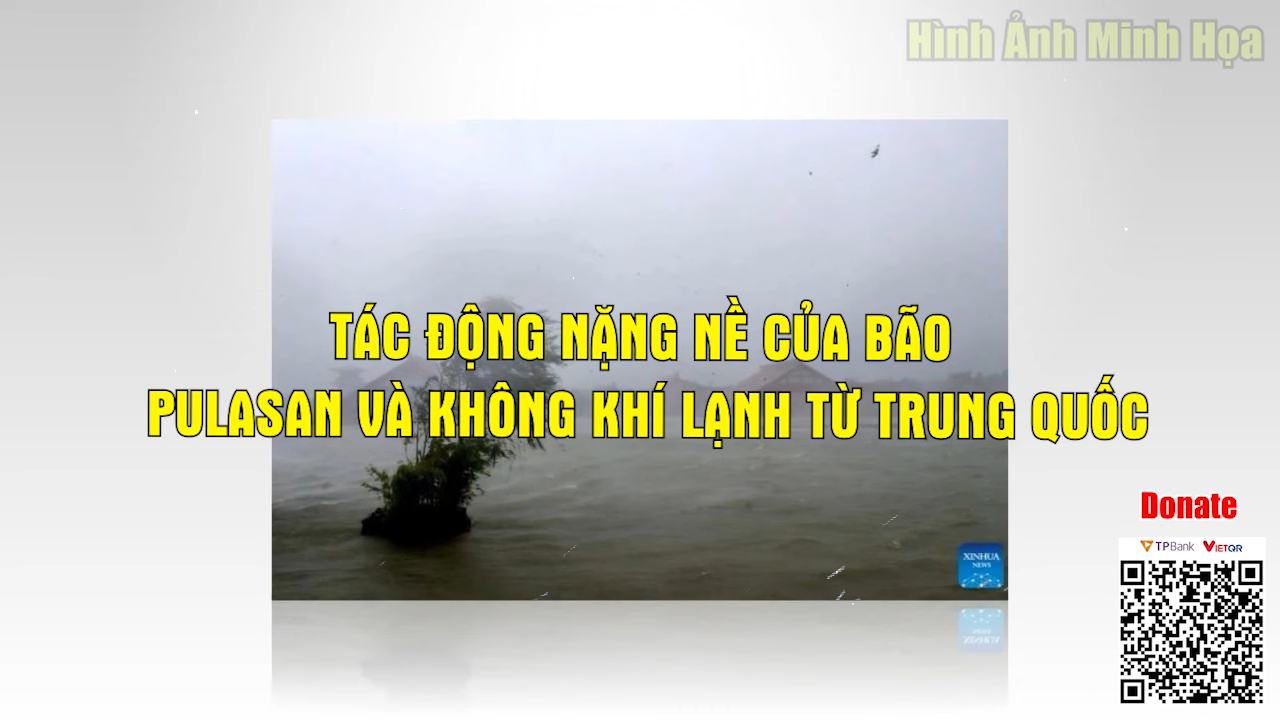 Hình Ảnh Minh Họa
TÁC ĐỘNG NẶNG NỀ CỦA BÃO
PULASAN VÀ KHÔNG KHÍ LẠNH TỪ TRUNG QUỐC
XINHUA
NEWS
Donate
TPBank VIETQR